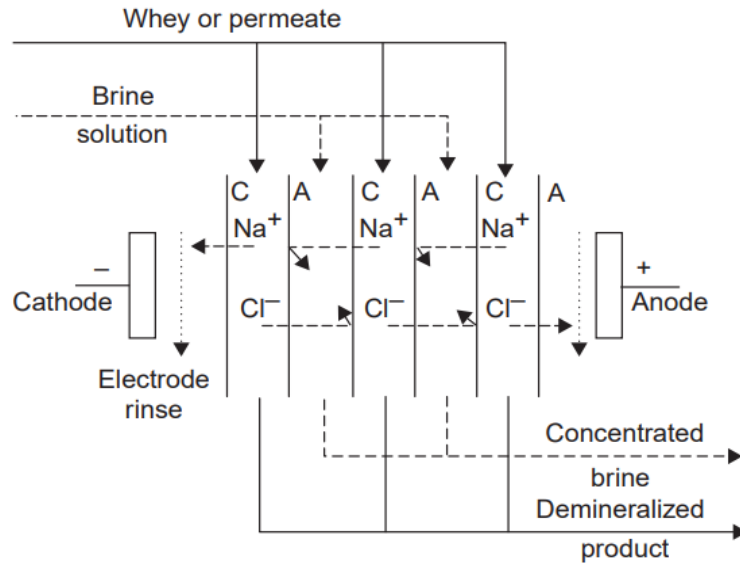 Whey or permeate
Brine
solution
C A C A C A
Na+ Na+ Na+
− +
Cathode Anode
Cl− Cl− Cl−
Electrode
rinse
Concentrated
brine
Demineralized
product